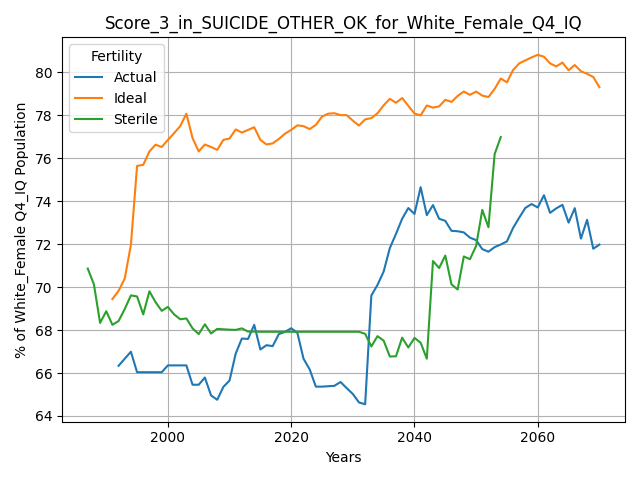 Score_3_in_SUICIDE_OTHER_OK_for_White_Female_Q4_IQ
Fertility
Actual
Ideal
Sterile
% of White_Female Q4_IQ Population
80
78
76
74
72
70
68
66
64
2000
2020
2040
2060
Years